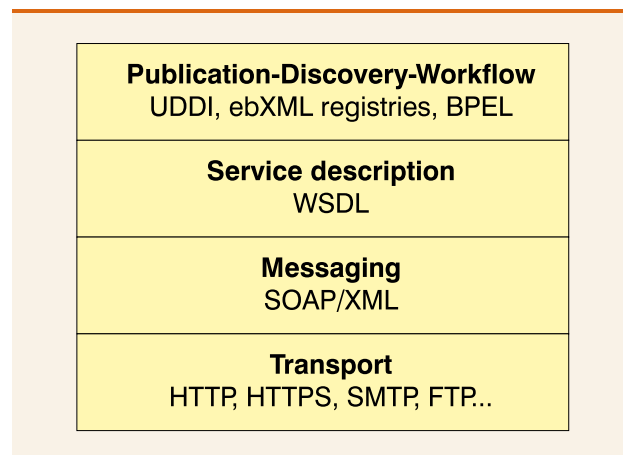 Publication-Discovery-Workflow
UDDI, ebXML registries, BPEL
Service description
WSDL
Messaging
SOAP/XML
Transport
HTTP, HTTPS, SMTP, FTP...